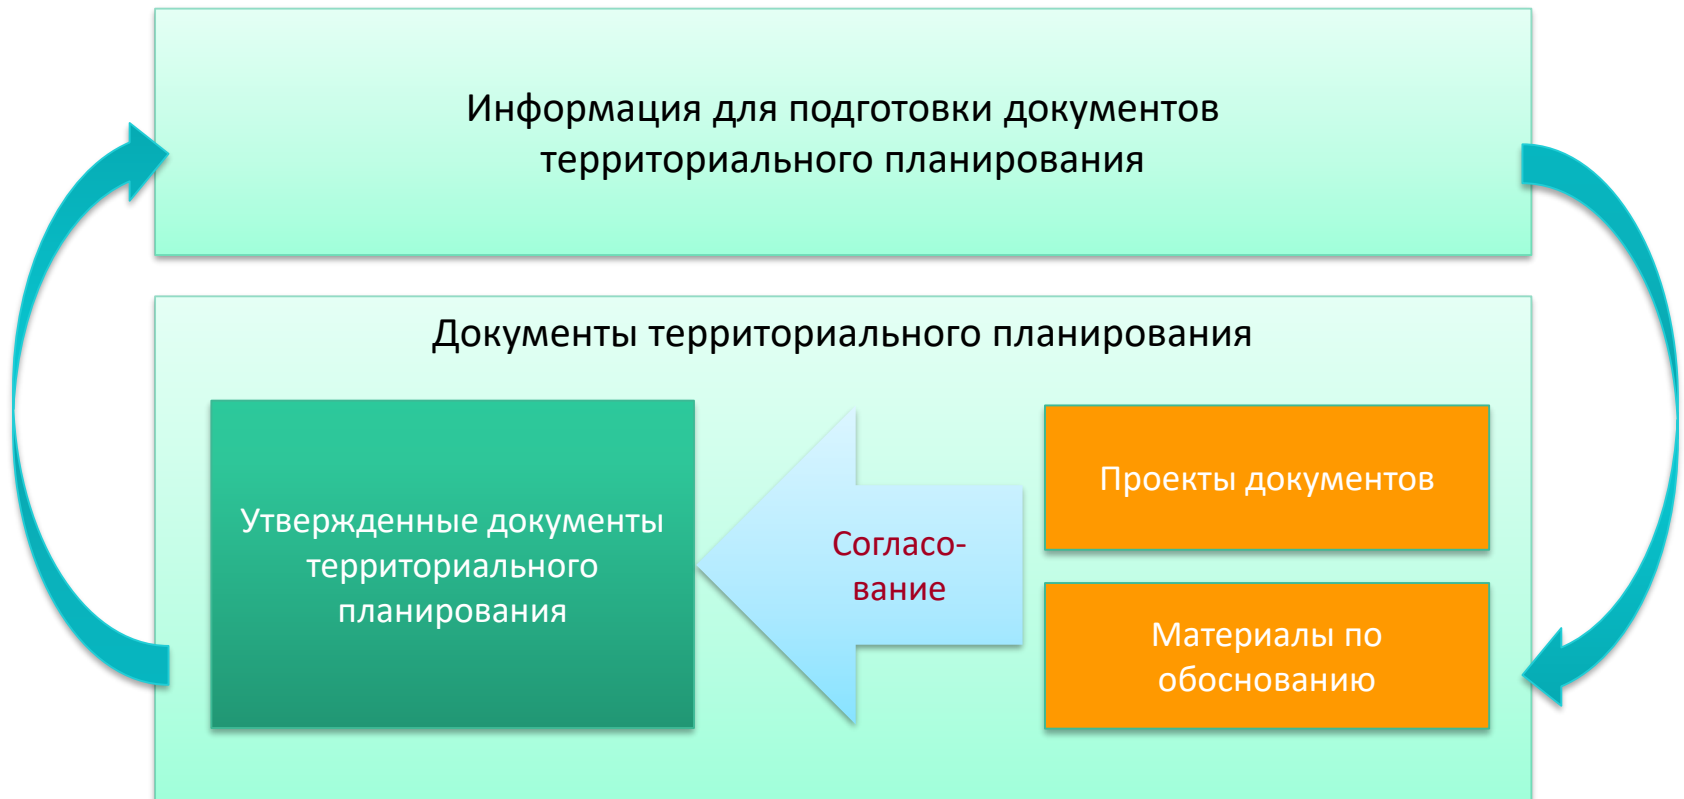 Информация для подготовки документов
территориального планирования
Документы территориального планирования
Утвержденные документы
территориального
планирования
Согласо-
вание
Проекты документов
Материалы по
обоснованию